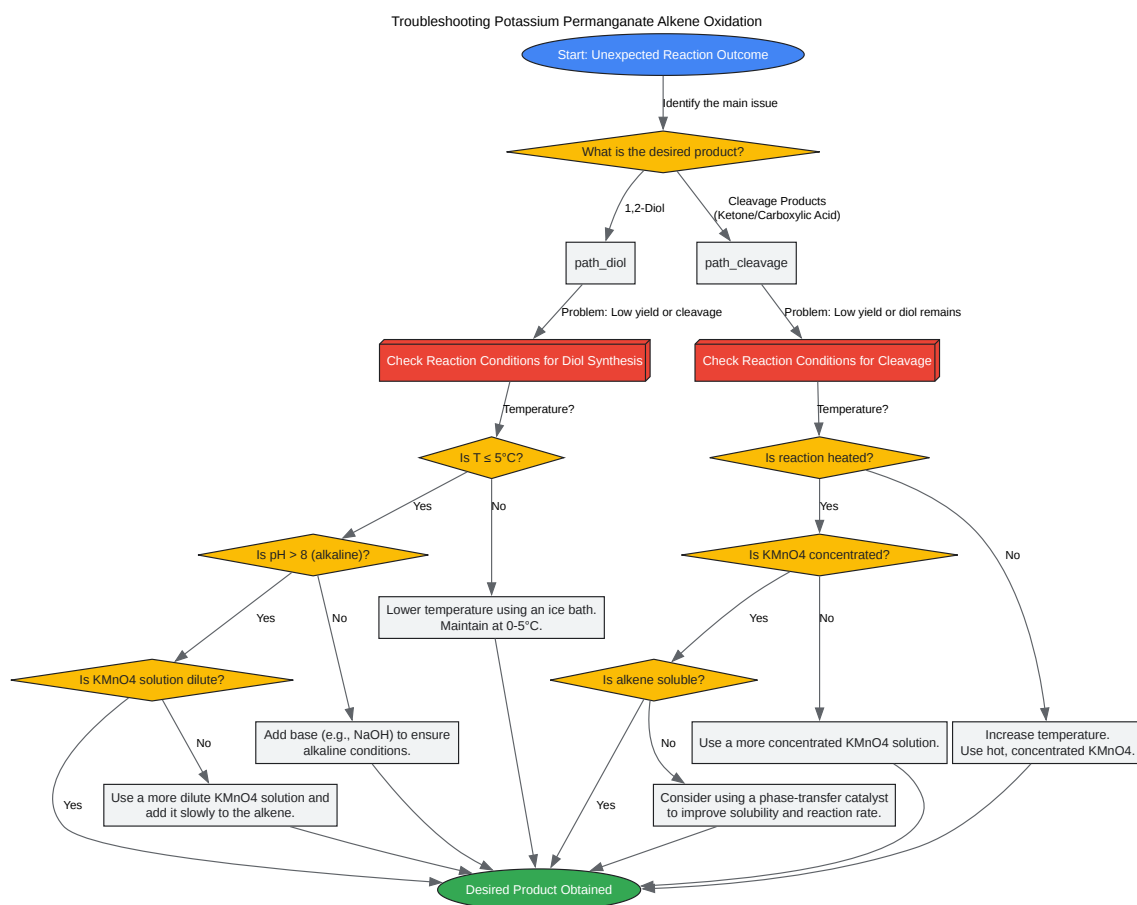 Troubleshooting Potassium Permanganate Alkene Oxidation
Start: Unexpected Reaction Outcome
Identify the main issue
What is the desired product?
1,2-Diol
Cleavage Products
(Ketone/Carboxylic Acid)
path_diol
path_cleavage
Problem: Low yield or cleavage
Problem: Low yield or diol remains
Check Reaction Conditions for Diol Synthesis
Check Reaction Conditions for Cleavage
Temperature?
Temperature?
Is T ≤ 5°C?
Is reaction heated?
Yes
No
Yes
No
Is pH > 8 (alkaline)?
Is KMnO4 concentrated?
Lower temperature using an ice bath.
Maintain at 0-5°C.
Yes
No
Yes
No
Is KMnO4 solution dilute?
Is alkene soluble?
Add base (e.g., NaOH) to ensure
alkaline conditions.
Use a more concentrated KMnO4 solution.
Increase temperature.
Use hot, concentrated KMnO4.
No
No
Yes
Yes
Use a more dilute KMnO4 solution and
add it slowly to the alkene.
Consider using a phase-transfer catalyst
to improve solubility and reaction rate.
Desired Product Obtained